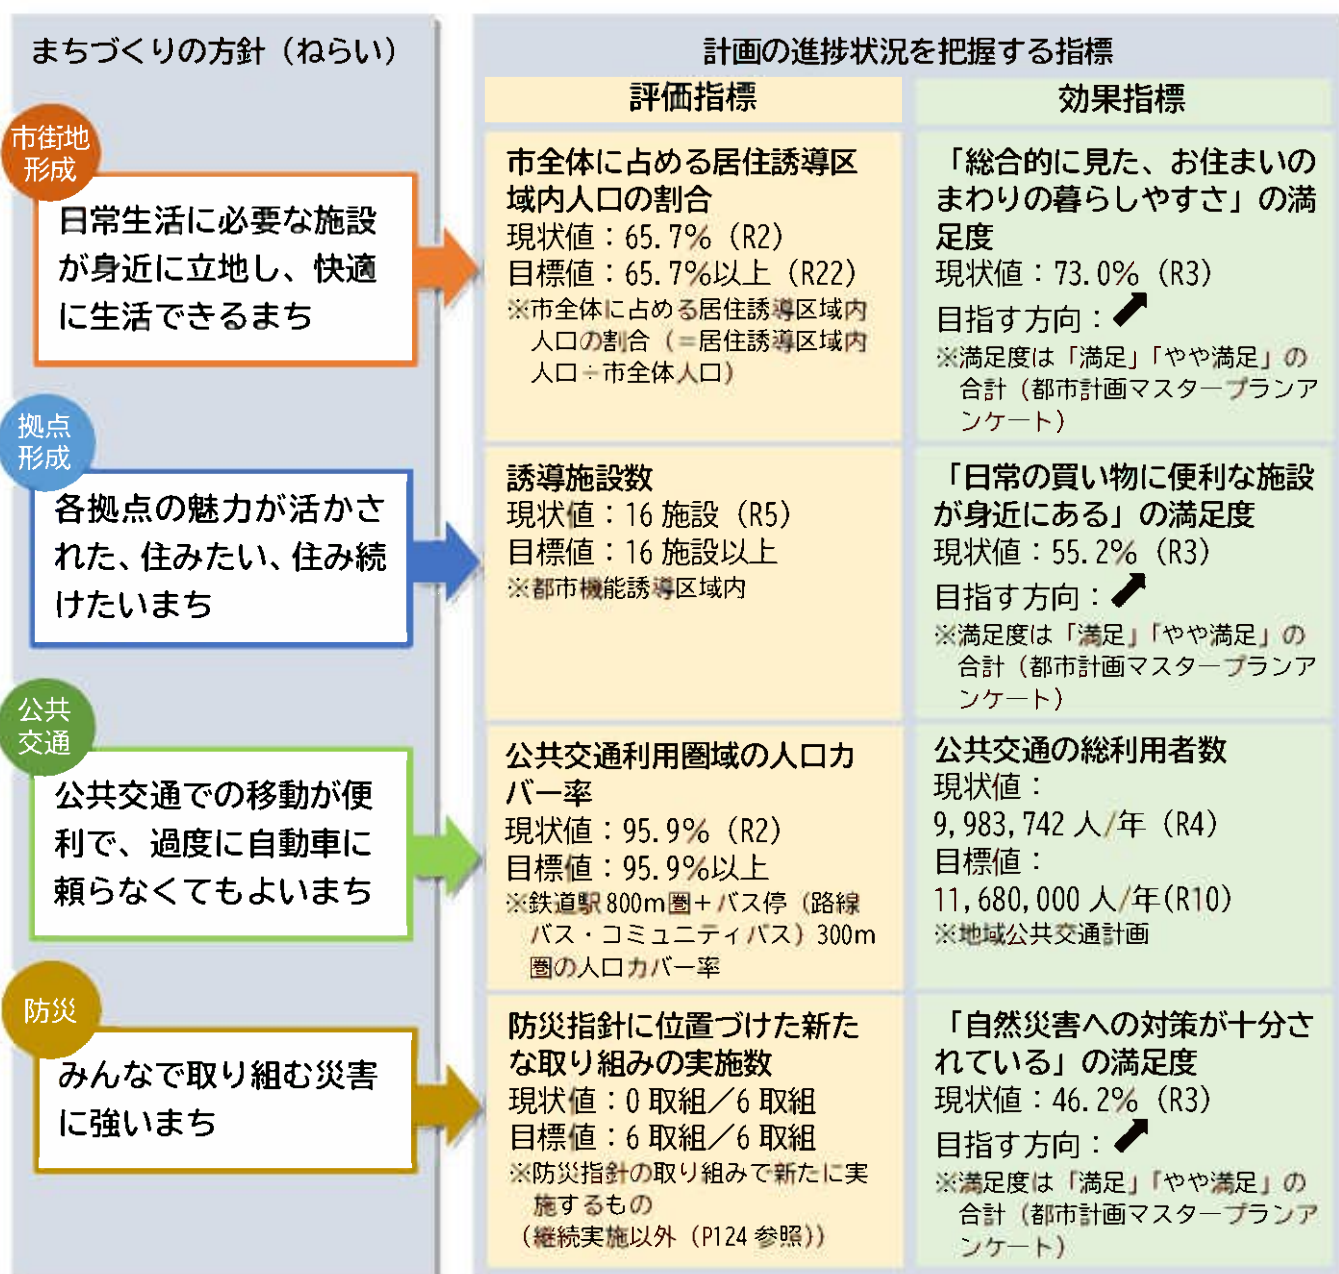 まちづくりの方針（ねらい）
計画の進捗状況を把握する指標
評価指標
効果指標
市街地
形成
日常生活に必要な施設
が身近に立地し、快適
に生活できるまち
市全体に占める居住誘導区
域内人口の割合
現状値：65.7%（R2）
目標値：65.7%以上（R22）
※市全体に占める居住誘導区域内
人口の割合（＝居住誘導区域内
人口÷市全体人口）
「総合的に見た、お住まいの
まわりの暮らしやすさ」の満
足度
現状値：73.0%（R3）
目指す方向：
※満足度は「満足」「やや満足」の
合計（都市計画マスタープランア
ンケート）
拠点
形成
各拠点の魅力が活かさ
れた、住みたい、住み続
けたいまち
誘導施設数
現状値：16 施設（R5）
目標値：16 施設以上
※都市機能誘導区域内
「日常の買い物に便利な施設
が身近にある」の満足度
現状値：55.2%（R3）
目指す方向：
※満足度は「満足」「やや満足」の
合計（都市計画マスタープランア
ンケート）
公共
交通
公共交通での移動が便
利で、過度に自動車に
頼らなくてもよいまち
公共交通利用圏域の人口カ
バー率
現状値：95.9%（R2）
目標値：95.9%以上
※鉄道駅 800m圏＋バス停（路線
バス・コミュニティバス）300m
圏の人口カバー率
公共交通の総利用者数
現状値：
9,983,742 人/年（R4）
目標値：
11,680,000 人/年(R10)
※地域公共交通計画
防災
みんなで取り組む災害
に強いまち
防災指針に位置づけた新た
な取り組みの実施数
現状値：0 取組／6 取組
目標値：6 取組／6 取組
※防災指針の取り組みで新たに実
施するもの
（継続実施以外（P124 参照））
「自然災害への対策が十分さ
れている」の満足度
現状値：46.2%（R3）
目指す方向：
※満足度は「満足」「やや満足」の
合計（都市計画マスタープランア
ンケート）